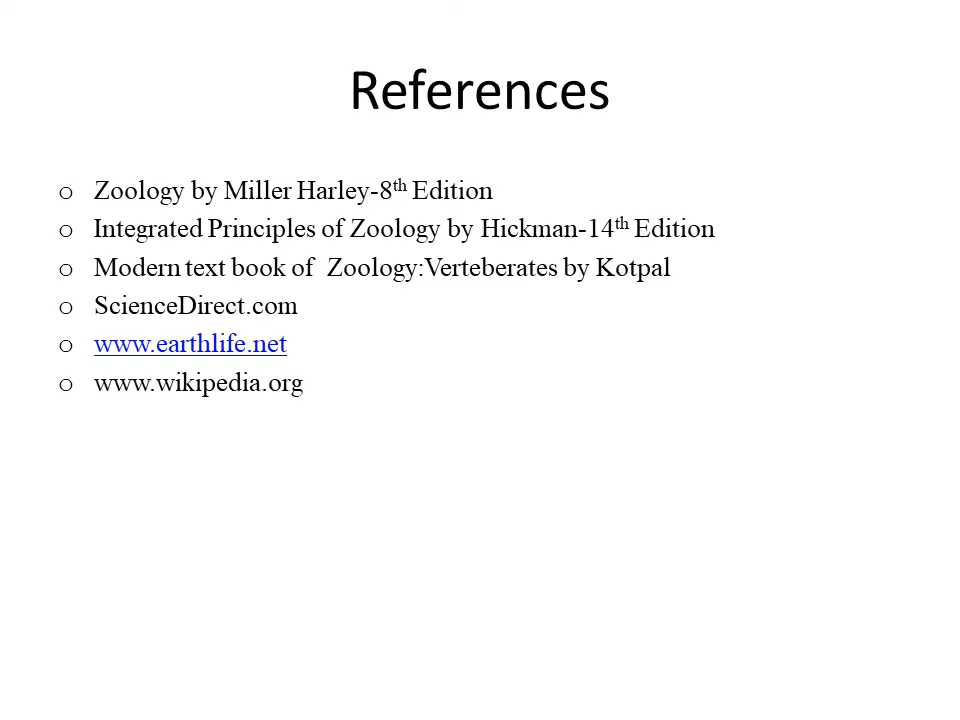 References
o Zoology by Miller Harley-8th Edition
o Integrated Principles of Zoology by Hickman-14th Edition
o Modern text book of  Zoology:Verteberates by Kotpal
o ScienceDirect.com
o www.earthlife.net
o www.wikipedia.org